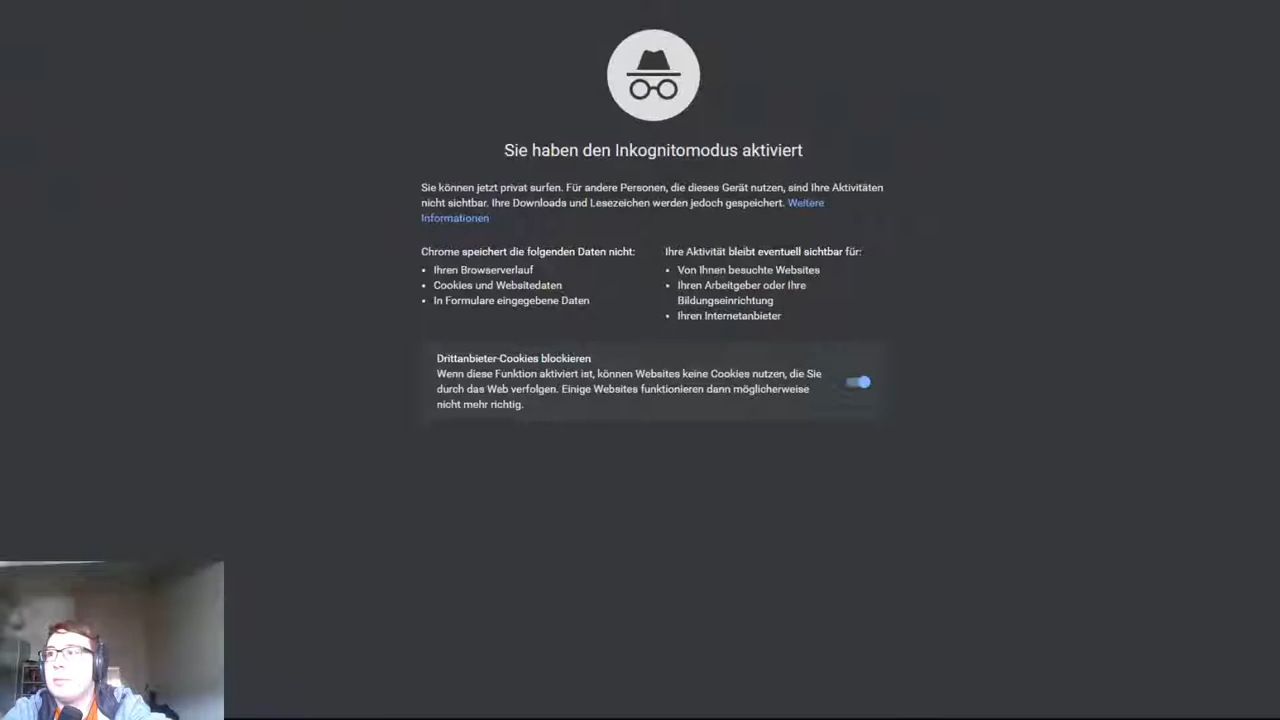 Sie haben den Inkognitomodus aktiviert
Sie können jetzt privat surfen. Für andere Personen, die dieses Gerät nutzen, sind Ihre Aktivitäten
nicht sichtbar. Ihre Downloads und Lesezeichen werden jedoch gespeichert. Weitere
Informationen
Chrome speichert die folgenden Daten nicht:
• Ihren Browserverlauf
• Cookies und Websitedaten
• In Formulare eingegebene Daten
Ihre Aktivität bleibt eventuell sichtbar für:
• Von Ihnen besuchte Websites
• Ihren Arbeitgeber oder Ihre
Bildungseinrichtung
• Ihren Internetanbieter
Drittanbieter-Cookies blockieren
Wenn diese Funktion aktiviert ist, können Websites keine Cookies nutzen, die Sie
durch das Web verfolgen. Einige Websites funktionieren dann möglicherweise
nicht mehr richtig.